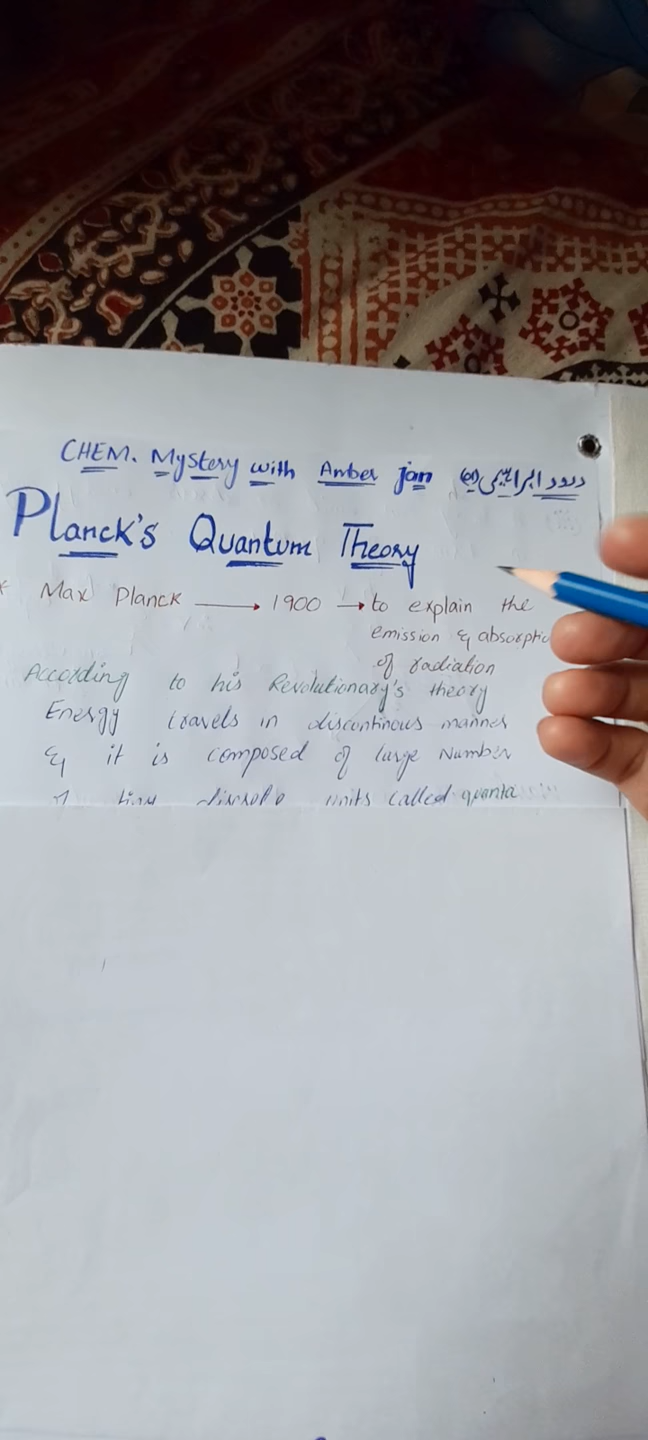 CHEM. Mystery with Amber jan درود ابراہیمی
Planck's Quantum Theory
* Max Planck → 1900 → to explain the
emission & absorptio
of radiation
According to his Revolutionary's theory
Energy travels in discontinous manner
& it is composed of large Number
units called quanta